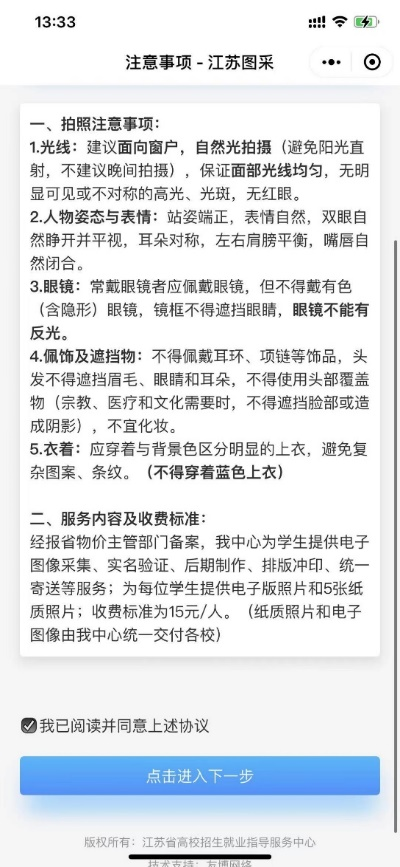 13:33
注意事项 - 江苏图采
一、拍照注意事项：
1.光线：建议面向窗户，自然光拍摄（避免阳光直
射，不建议晚间拍摄），保证面部光线均匀，无明
显可见或不对称的高光、光斑，无红眼。
2.人物姿态与表情：站姿端正，表情自然，双眼自
然睁开并平视，耳朵对称，左右肩膀平衡，嘴唇自
然闭合。
3.眼镜：常戴眼镜者应佩戴眼镜，但不得戴有色
（含隐形）眼镜，镜框不得遮挡眼睛，眼镜不能有
反光。
4.佩饰及遮挡物：不得佩戴耳环、项链等饰品，头
发不得遮挡眉毛、眼睛和耳朵，不得使用头部覆盖
物（宗教、医疗和文化需要时，不得遮挡脸部或造
成阴影），不宜化妆。
5.衣着：应穿着与背景色区分明显的上衣，避免复
杂图案、条纹。（不得穿着蓝色上衣）
二、服务内容及收费标准：
经报省物价主管部门备案，我中心为学生提供电子
图像采集、实名验证、后期制作、排版冲印、统一
寄送等服务；为每位学生提供电子版照片和5张纸
质照片；收费标准为15元/人。（纸质照片和电子
图像由我中心统一交付各校）
我已阅读并同意上述协议
点击进入下一步
版权所有：江苏省高校招生就业指导服务中心
技术支持：友博网络